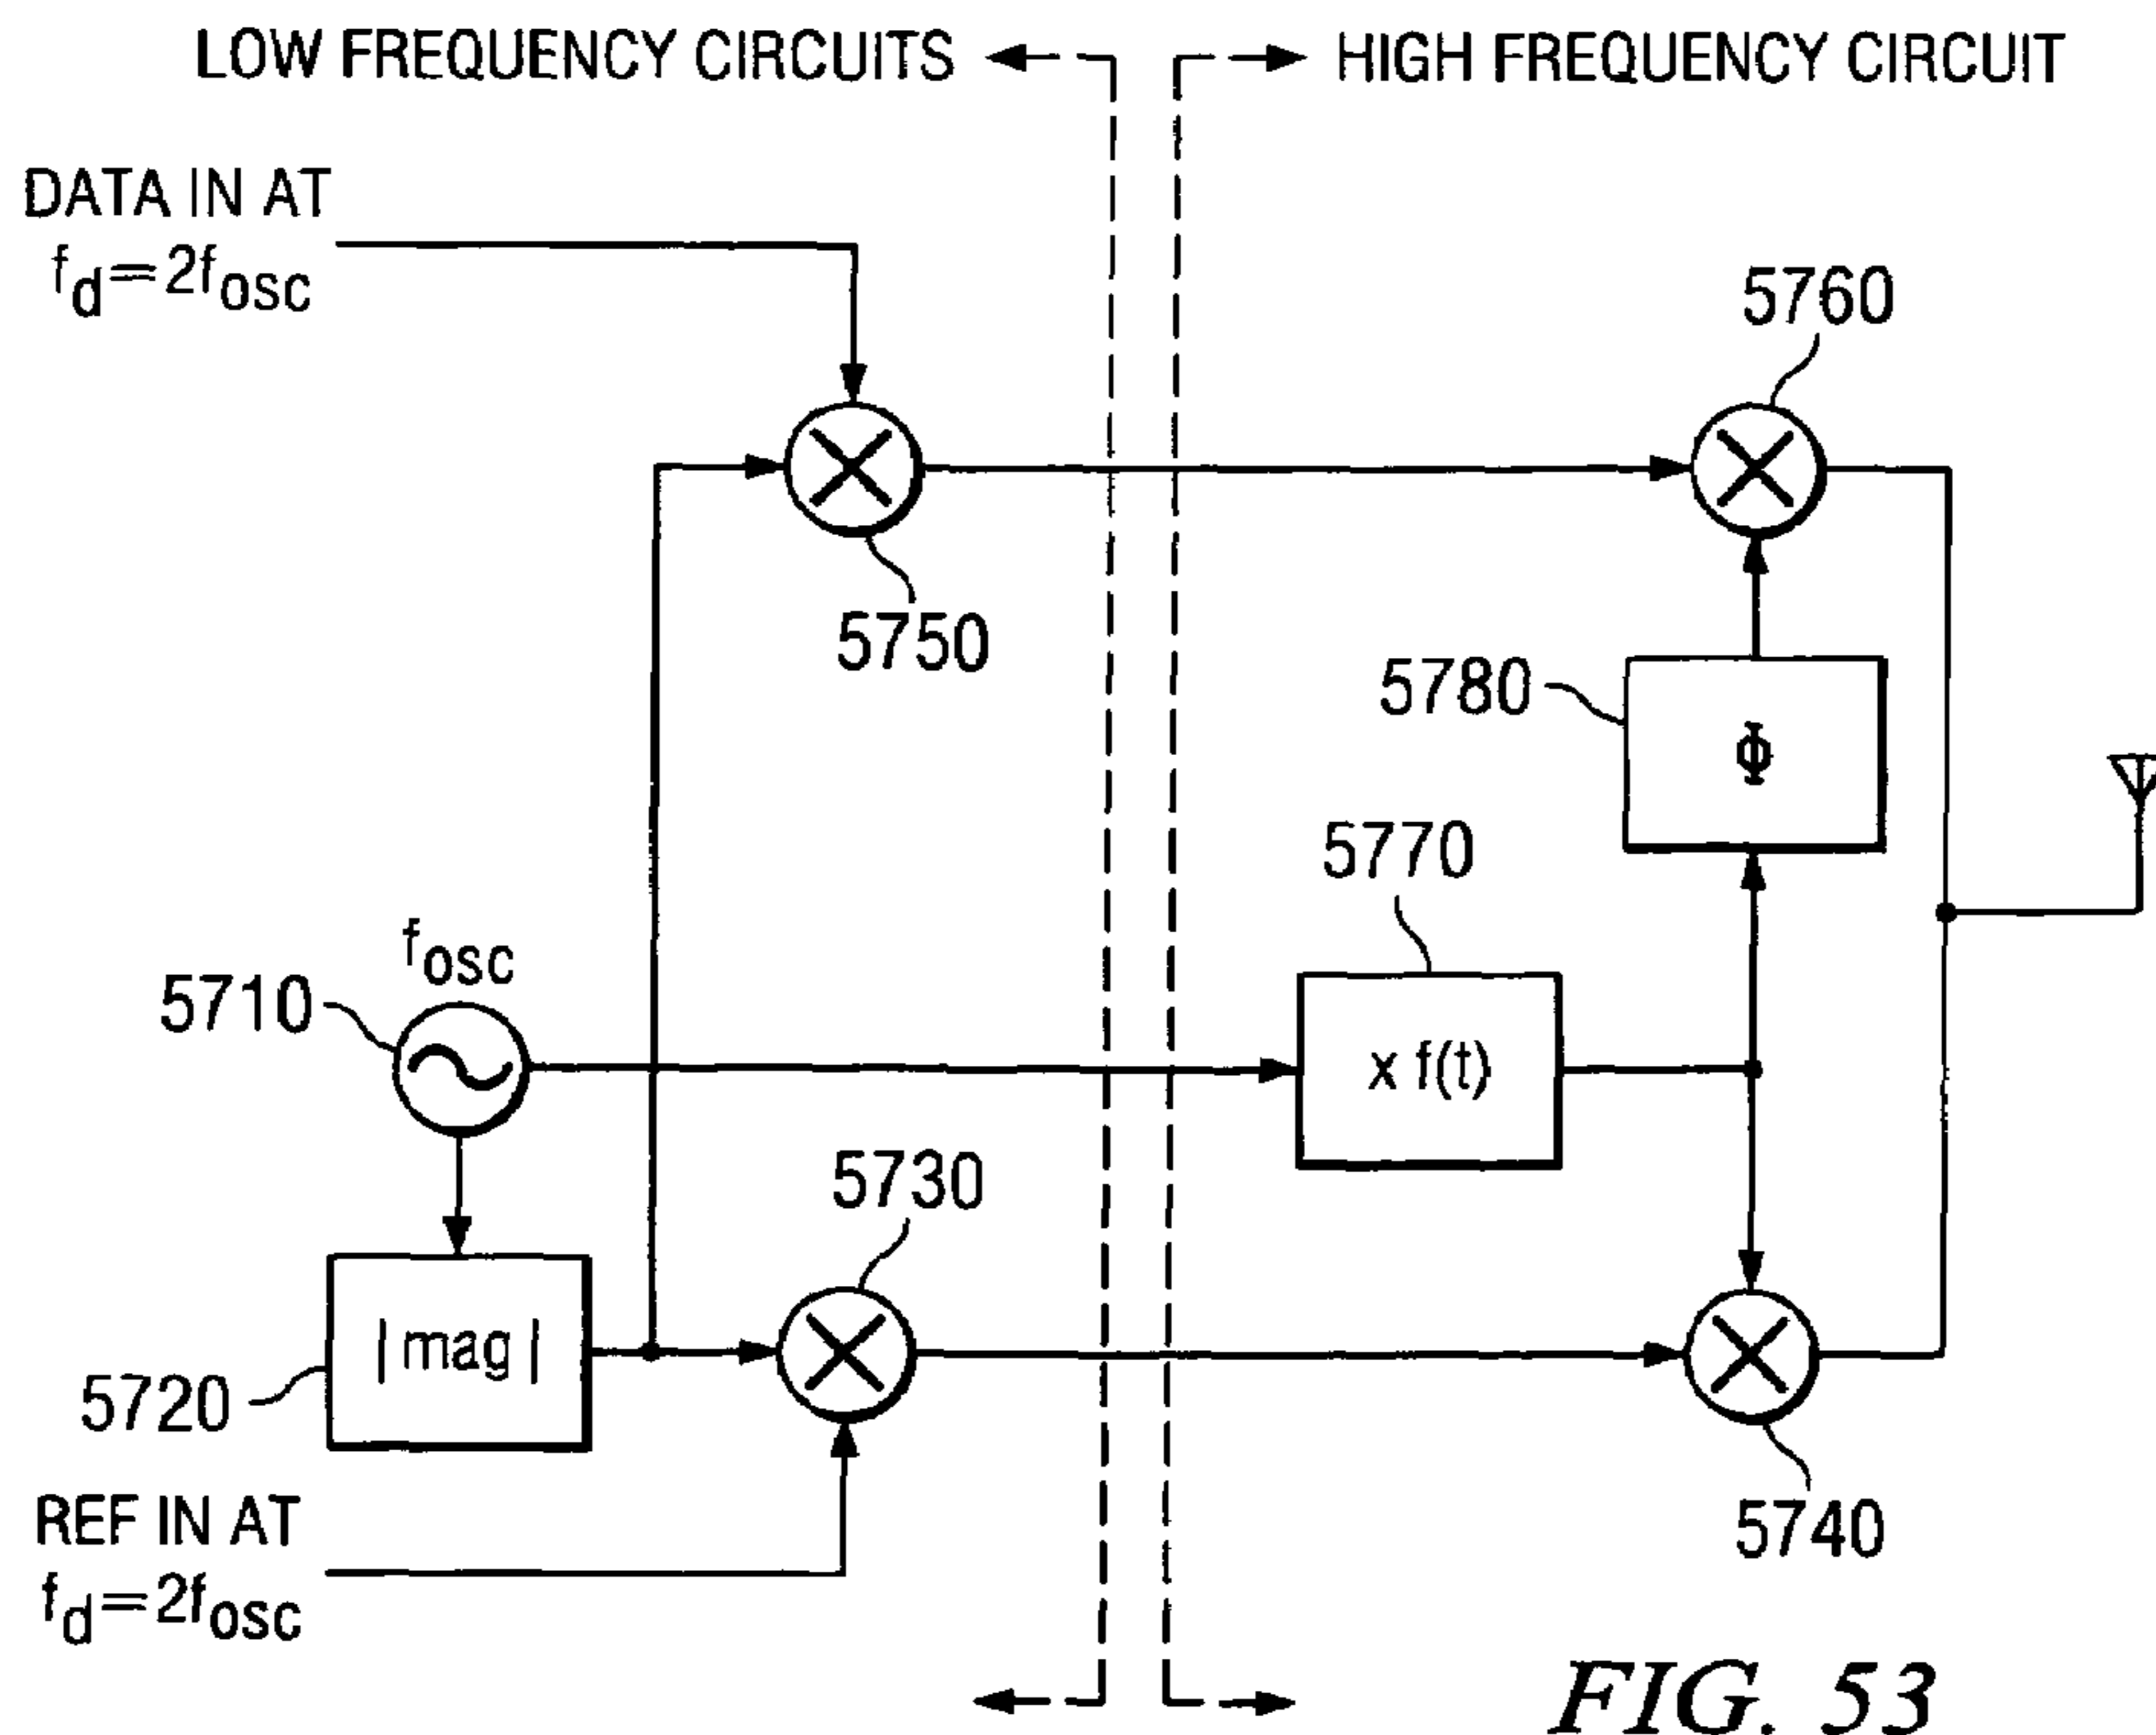 LOW FREQUENCY CIRCUITS
HIGH FREQUENCY CIRCUIT
DATA IN AT
fd=2fosc
5760
5750
5780
Φ
5770
fosc
5710
x f(t)
5730
|mag|
5720
REF IN AT
fd=2fosc
5740
FIG. 53